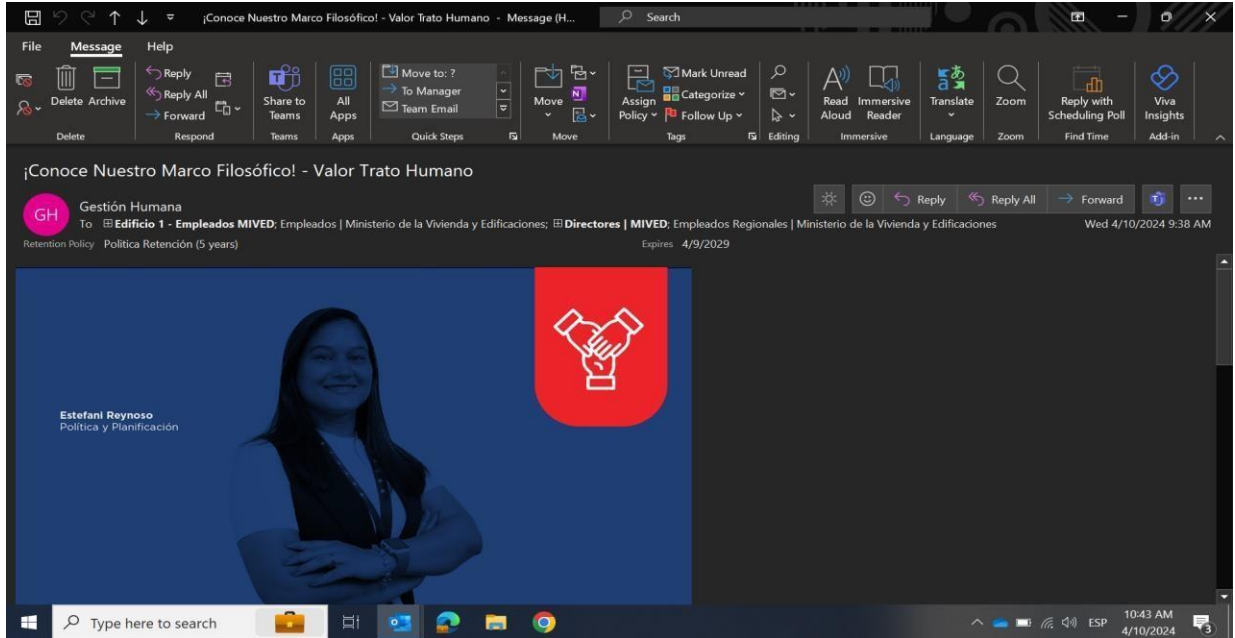 ¡Conoce Nuestro Marco Filosófico! - Valor Trato Humano - Message (H...
Search
File Message Help
Delete Archive
Reply
Reply All
Forward
Share to Teams
All Apps
Move to: ?
To Manager
Team Email
Move
Assign Policy
Mark Unread
Categorize
Follow Up
Read Aloud
Immersive Reader
Translate
Zoom
Reply with Scheduling Poll
Viva Insights
Delete Respond Teams Apps Quick Steps Move Tags Editing Immersive Language Zoom Find Time Add-in
¡Conoce Nuestro Marco Filosófico! - Valor Trato Humano
GH
Gestión Humana
Reply Reply All Forward
To Edificio 1 - Empleados MIVED; Empleados | Ministerio de la Vivienda y Edificaciones; Directores | MIVED; Empleados Regionales | Ministerio de la Vivienda y Edificaciones
Wed 4/10/2024 9:38 AM
Retention Policy Politica Retención (5 years) Expires 4/9/2029
Estefani Reynoso
Política y Planificación
Type here to search
ESP
10:43 AM
4/10/2024
3